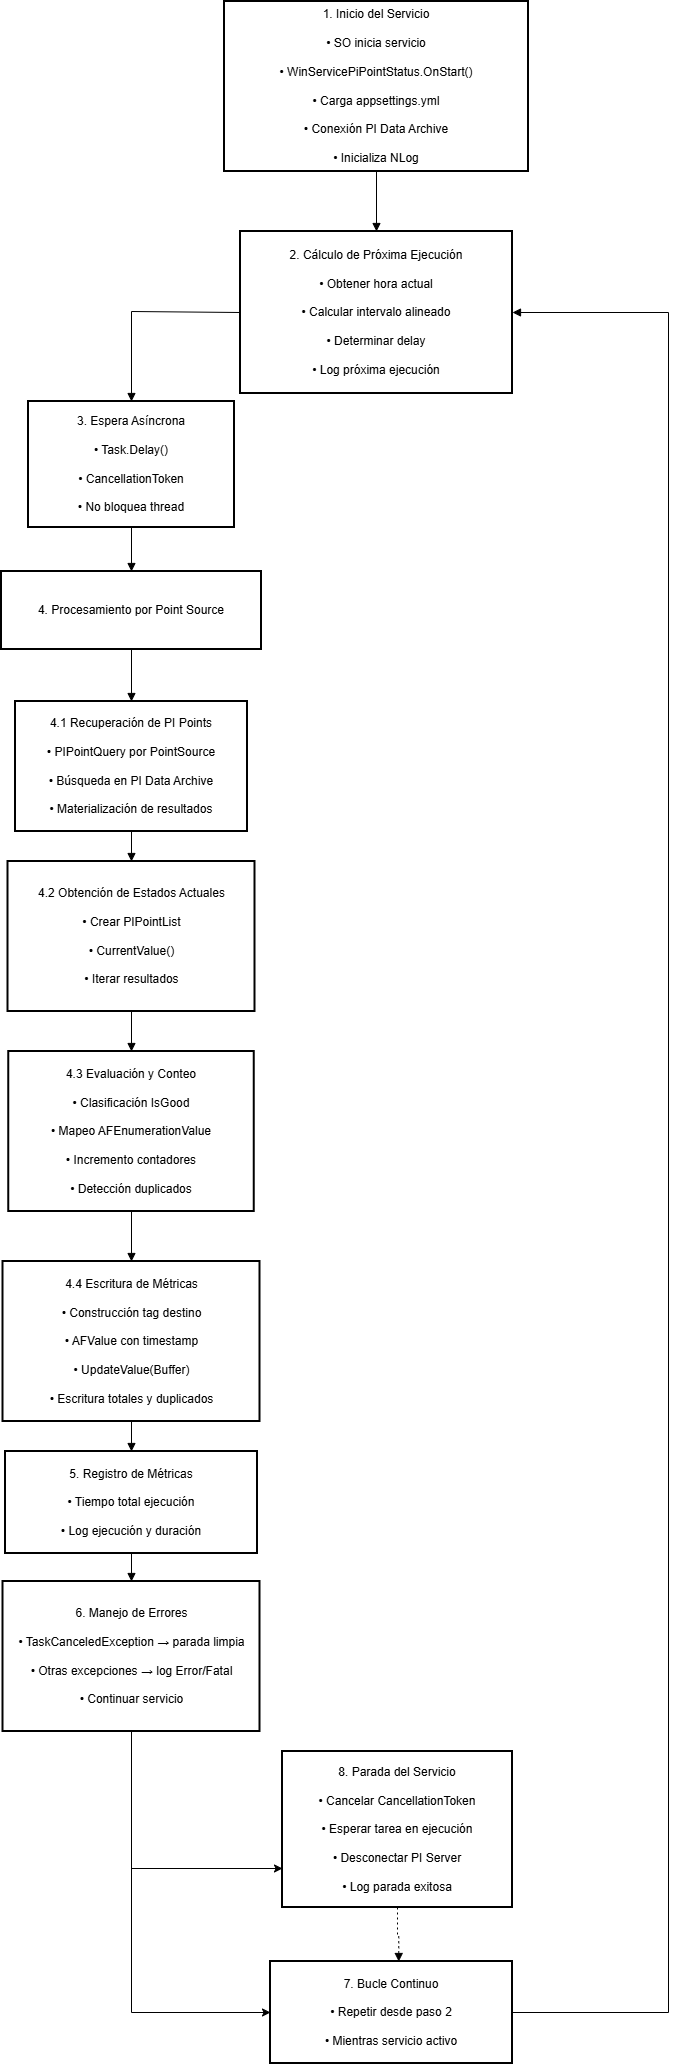 1. Inicio del Servicio
• SO inicia servicio
• WinServicePiPointStatus.OnStart()
• Carga appsettings.yml
• Conexión PI Data Archive
• Inicializa NLog
2. Cálculo de Próxima Ejecución
• Obtener hora actual
• Calcular intervalo alineado
• Determinar delay
• Log próxima ejecución
3. Espera Asíncrona
• Task.Delay()
• CancellationToken
• No bloquea thread
4. Procesamiento por Point Source
4.1 Recuperación de PI Points
• PIPointQuery por PointSource
• Búsqueda en PI Data Archive
• Materialización de resultados
4.2 Obtención de Estados Actuales
• Crear PIPointList
• CurrentValue()
• Iterar resultados
4.3 Evaluación y Conteo
• Clasificación IsGood
• Mapeo AFEnumerationValue
• Incremento contadores
• Detección duplicados
4.4 Escritura de Métricas
• Construcción tag destino
• AFValue con timestamp
• UpdateValue(Buffer)
• Escritura totales y duplicados
5. Registro de Métricas
• Tiempo total ejecución
• Log ejecución y duración
6. Manejo de Errores
• TaskCanceledException → parada limpia
• Otras excepciones → log Error/Fatal
• Continuar servicio
8. Parada del Servicio
• Cancelar CancellationToken
• Esperar tarea en ejecución
• Desconectar PI Server
• Log parada exitosa
7. Bucle Continuo
• Repetir desde paso 2
• Mientras servicio activo